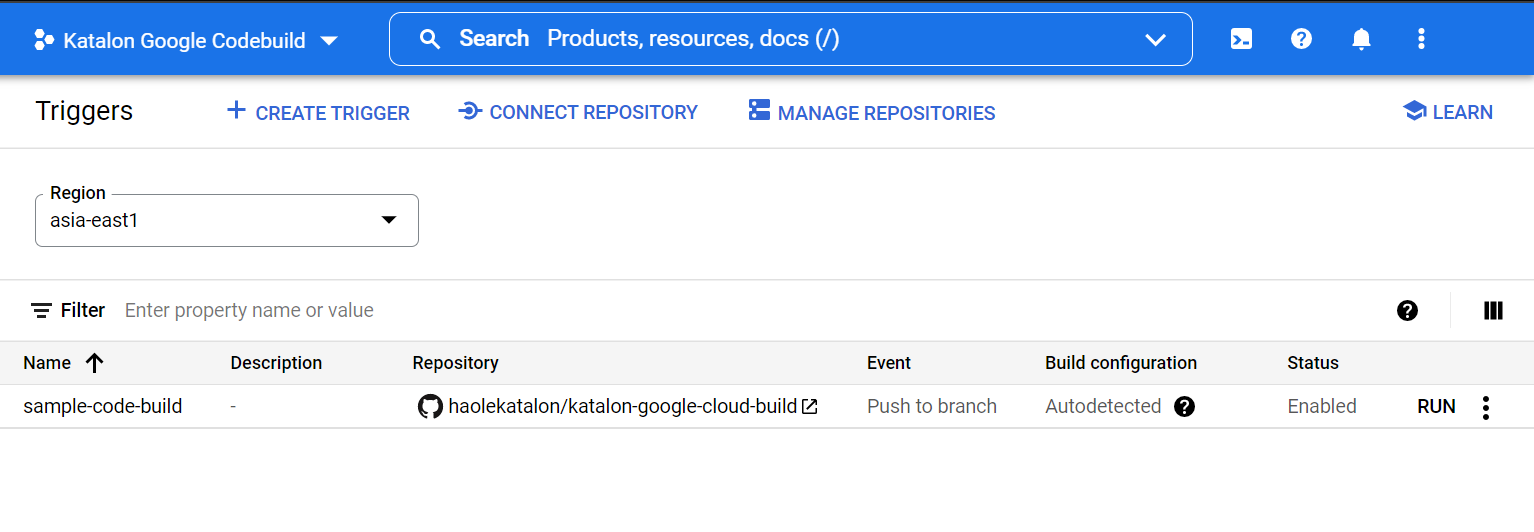 Katalon Google Codebuild Search Products, resources, docs (/)
Triggers CREATE TRIGGER CONNECT REPOSITORY MANAGE REPOSITORIES LEARN
Region
asia-east1
Filter Enter property name or value
Name Description Repository Event Build configuration Status
sample-code-build - haolekatalon/katalon-google-cloud-build Push to branch Autodetected Enabled RUN